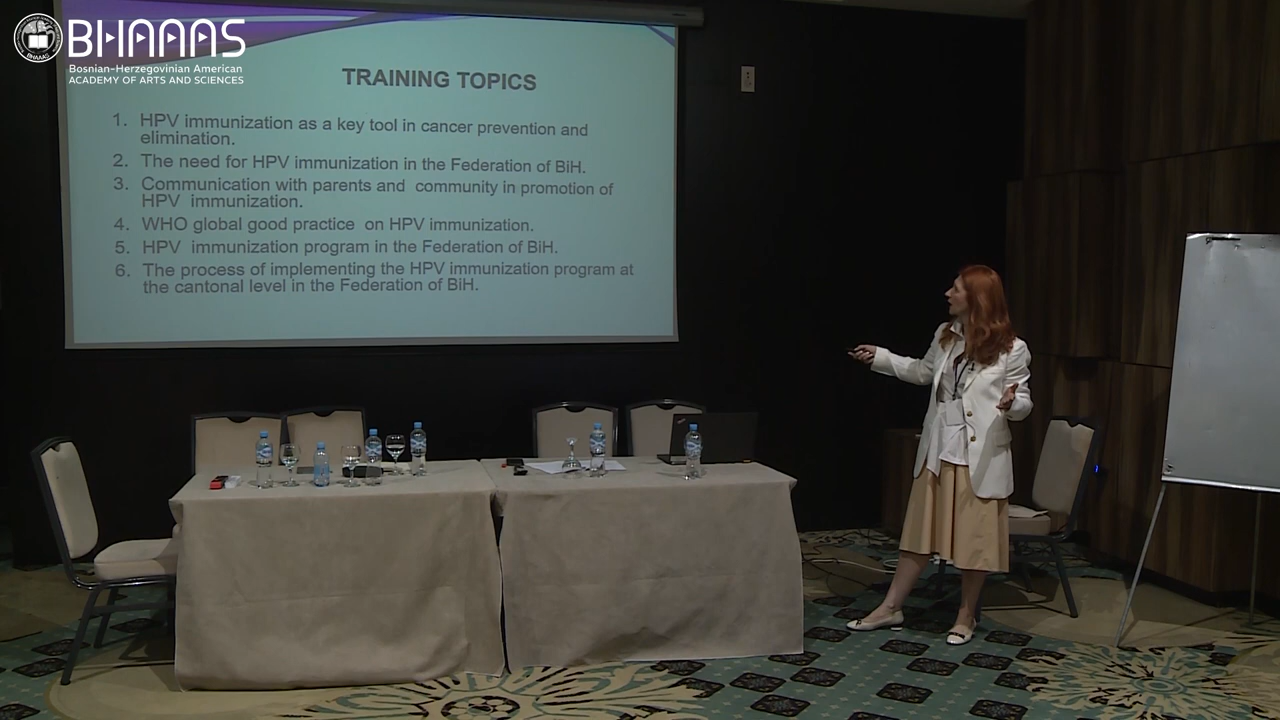 BHAAAS
Bosnian-Herzegovinian American
ACADEMY OF ARTS AND SCIENCES
TRAINING TOPICS
1. HPV immunization as a key tool in cancer prevention and
elimination.
2. The need for HPV immunization in the Federation of BiH.
3. Communication with parents and community in promotion of
HPV immunization.
4. WHO global good practice on HPV immunization.
5. HPV immunization program in the Federation of BiH.
6. The process of implementing the HPV immunization program at
the cantonal level in the Federation of BiH.